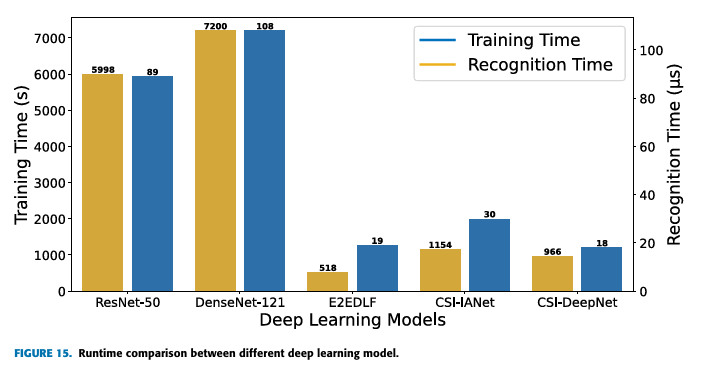 7000
6000
5000
4000
3000
2000
1000
0
Training Time (s)
5998 89
7200 108
518 19
1154 30
966 18
Training Time
Recognition Time
100
80
60
40
20
0
Recognition Time (µs)
ResNet-50 DenseNet-121 E2EDLF CSI-IANet CSI-DeepNet
Deep Learning Models
FIGURE 15. Runtime comparison between different deep learning model.